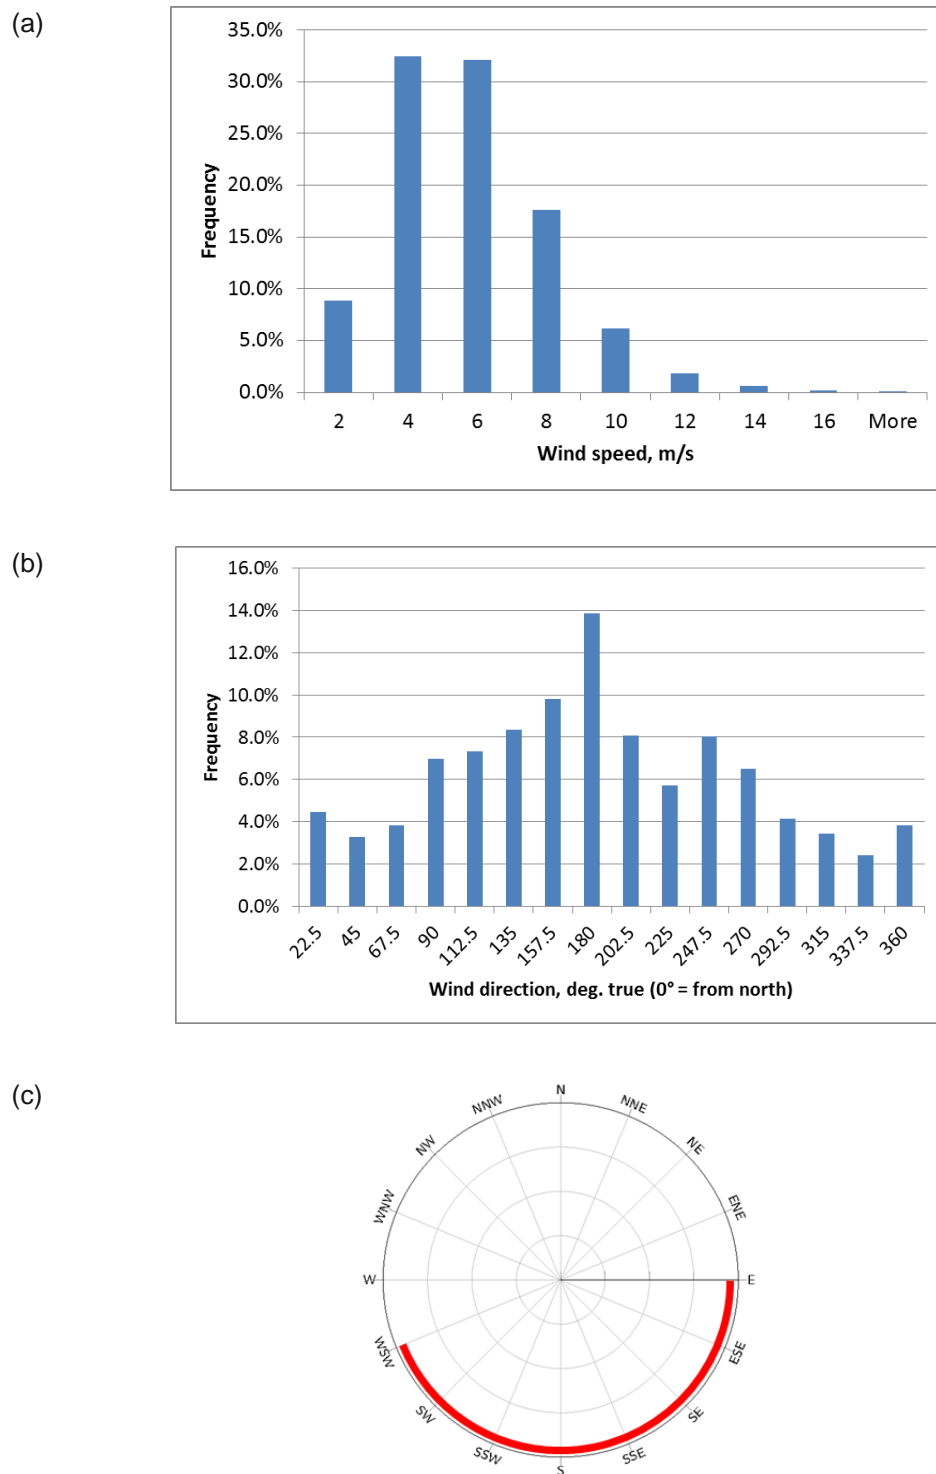 (a)
35.0%
30.0%
25.0%
20.0%
15.0%
10.0%
5.0%
0.0%
Frequency
2 4 6 8 10 12 14 16 More
Wind speed, m/s
(b)
16.0%
14.0%
12.0%
10.0%
8.0%
6.0%
4.0%
2.0%
0.0%
Frequency
22.5 45 67.5 90 112.5 135 157.5 180 202.5 225 247.5 270 292.5 315 337.5 360
Wind direction, deg. true (0° = from north)
(c)
N
NNE
NE
ENE
E
ESE
SE
SSE
S
SSW
SW
WSW
W
WNW
NW
NNW